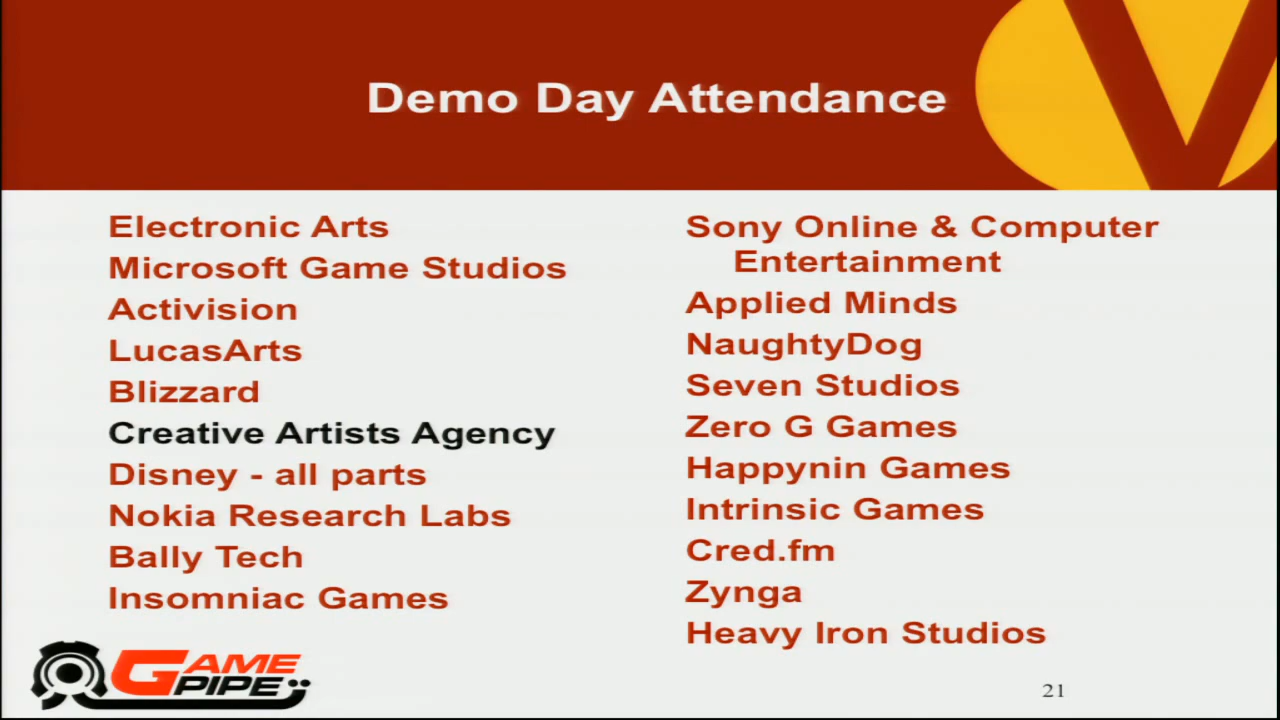 Demo Day Attendance
Electronic Arts
Microsoft Game Studios
Activision
LucasArts
Blizzard
Creative Artists Agency
Disney - all parts
Nokia Research Labs
Bally Tech
Insomniac Games
Sony Online & Computer
Entertainment
Applied Minds
NaughtyDog
Seven Studios
Zero G Games
Happynin Games
Intrinsic Games
Cred.fm
Zynga
Heavy Iron Studios
GAME
PIPE
21